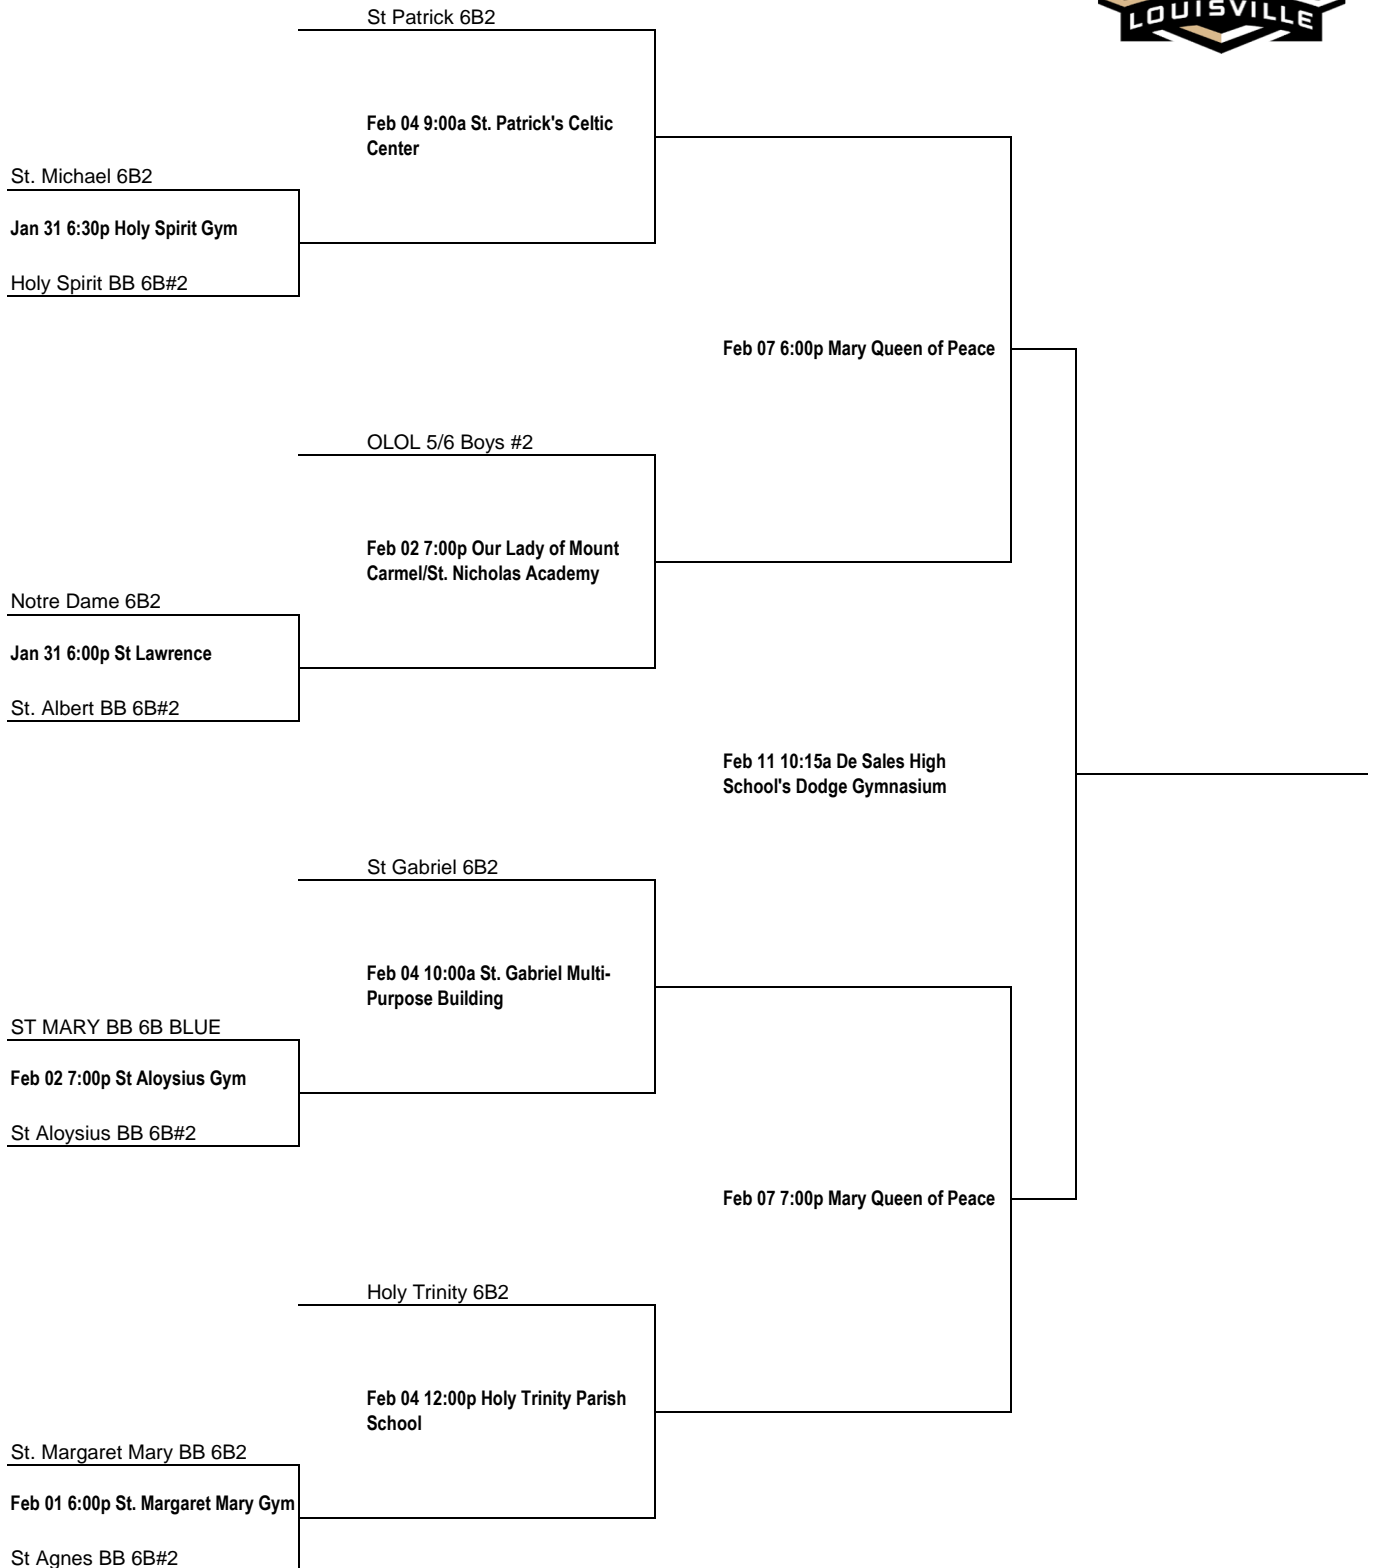 St Patrick 6B2
LOUISVILLE
Feb 04 9:00a St. Patrick's Celtic
Center
St. Michael 6B2
Jan 31 6:30p Holy Spirit Gym
Holy Spirit BB 6B#2
Feb 07 6:00p Mary Queen of Peace
OLOL 5/6 Boys #2
Feb 02 7:00p Our Lady of Mount
Carmel/St. Nicholas Academy
Notre Dame 6B2
Jan 31 6:00p St Lawrence
St. Albert BB 6B#2
Feb 11 10:15a De Sales High
School's Dodge Gymnasium
St Gabriel 6B2
Feb 04 10:00a St. Gabriel Multi-
Purpose Building
ST MARY BB 6B BLUE
Feb 02 7:00p St Aloysius Gym
St Aloysius BB 6B#2
Feb 07 7:00p Mary Queen of Peace
Holy Trinity 6B2
Feb 04 12:00p Holy Trinity Parish
School
St. Margaret Mary BB 6B2
Feb 01 6:00p St. Margaret Mary Gym
St Agnes BB 6B#2